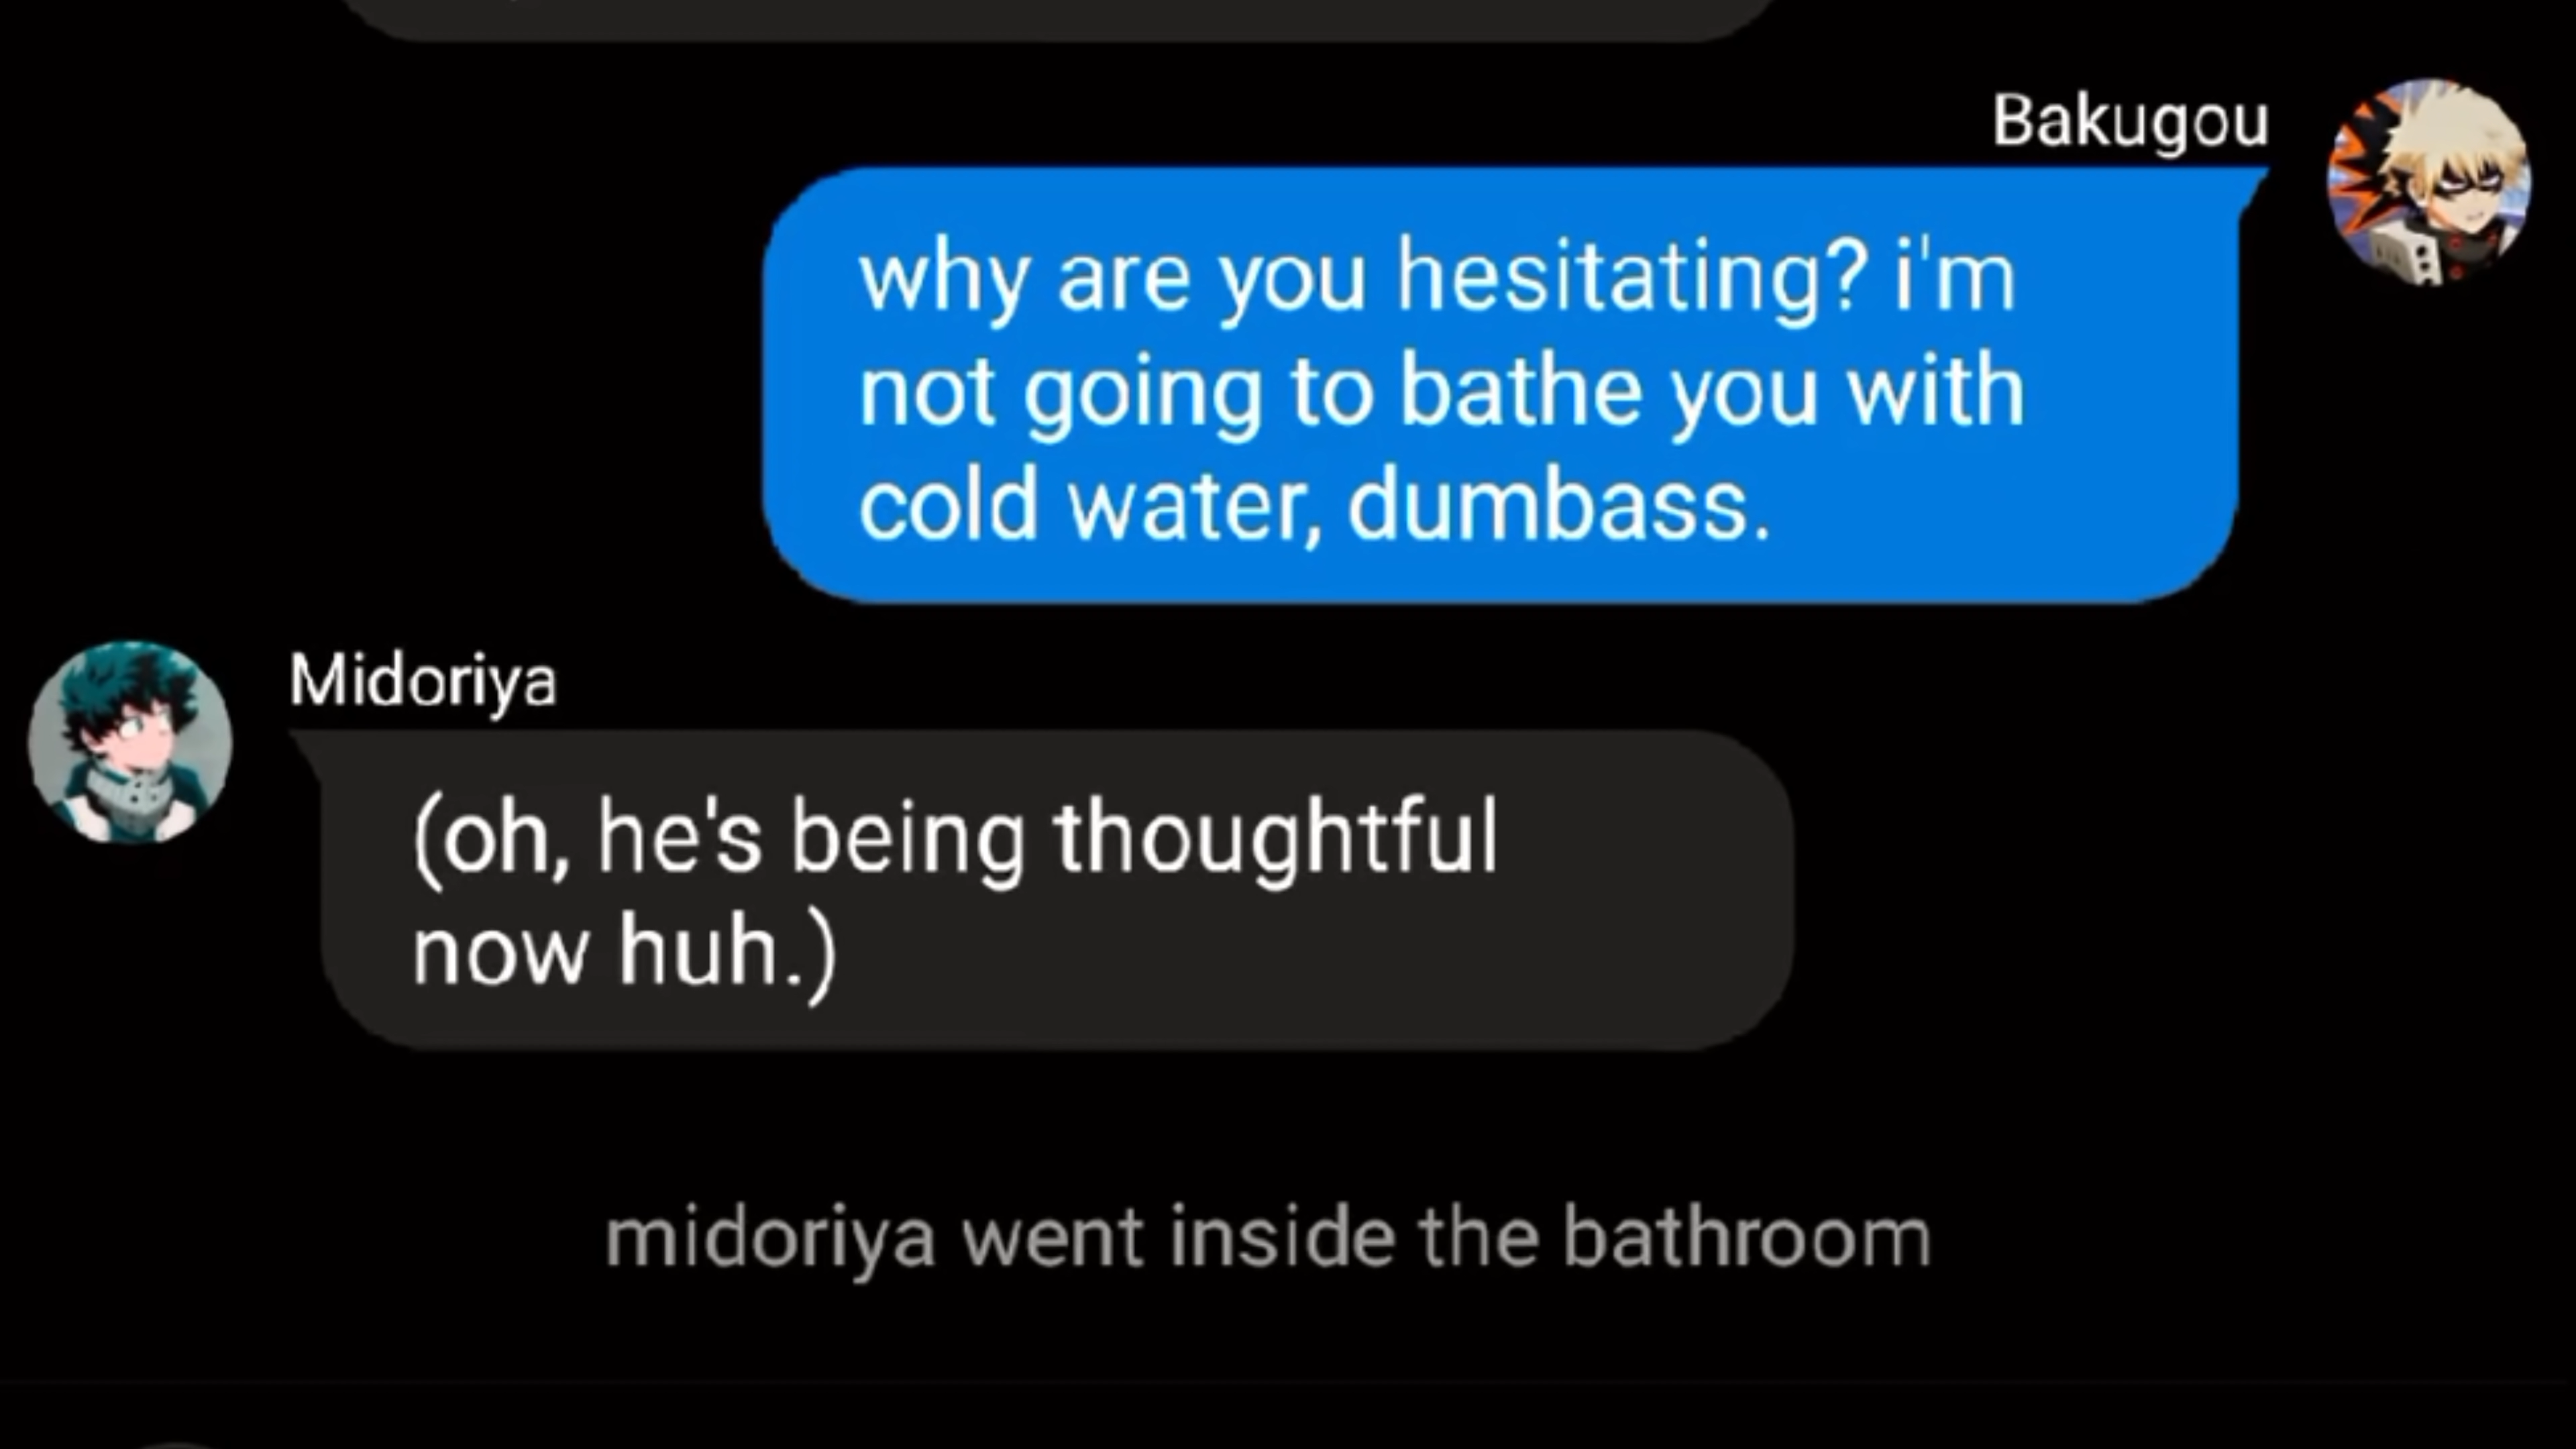 Bakugou
why are you hesitating? i'm
not going to bathe you with
cold water, dumbass.
Midoriya
(oh, he's being thoughtful
now huh.)
midoriya went inside the bathroom